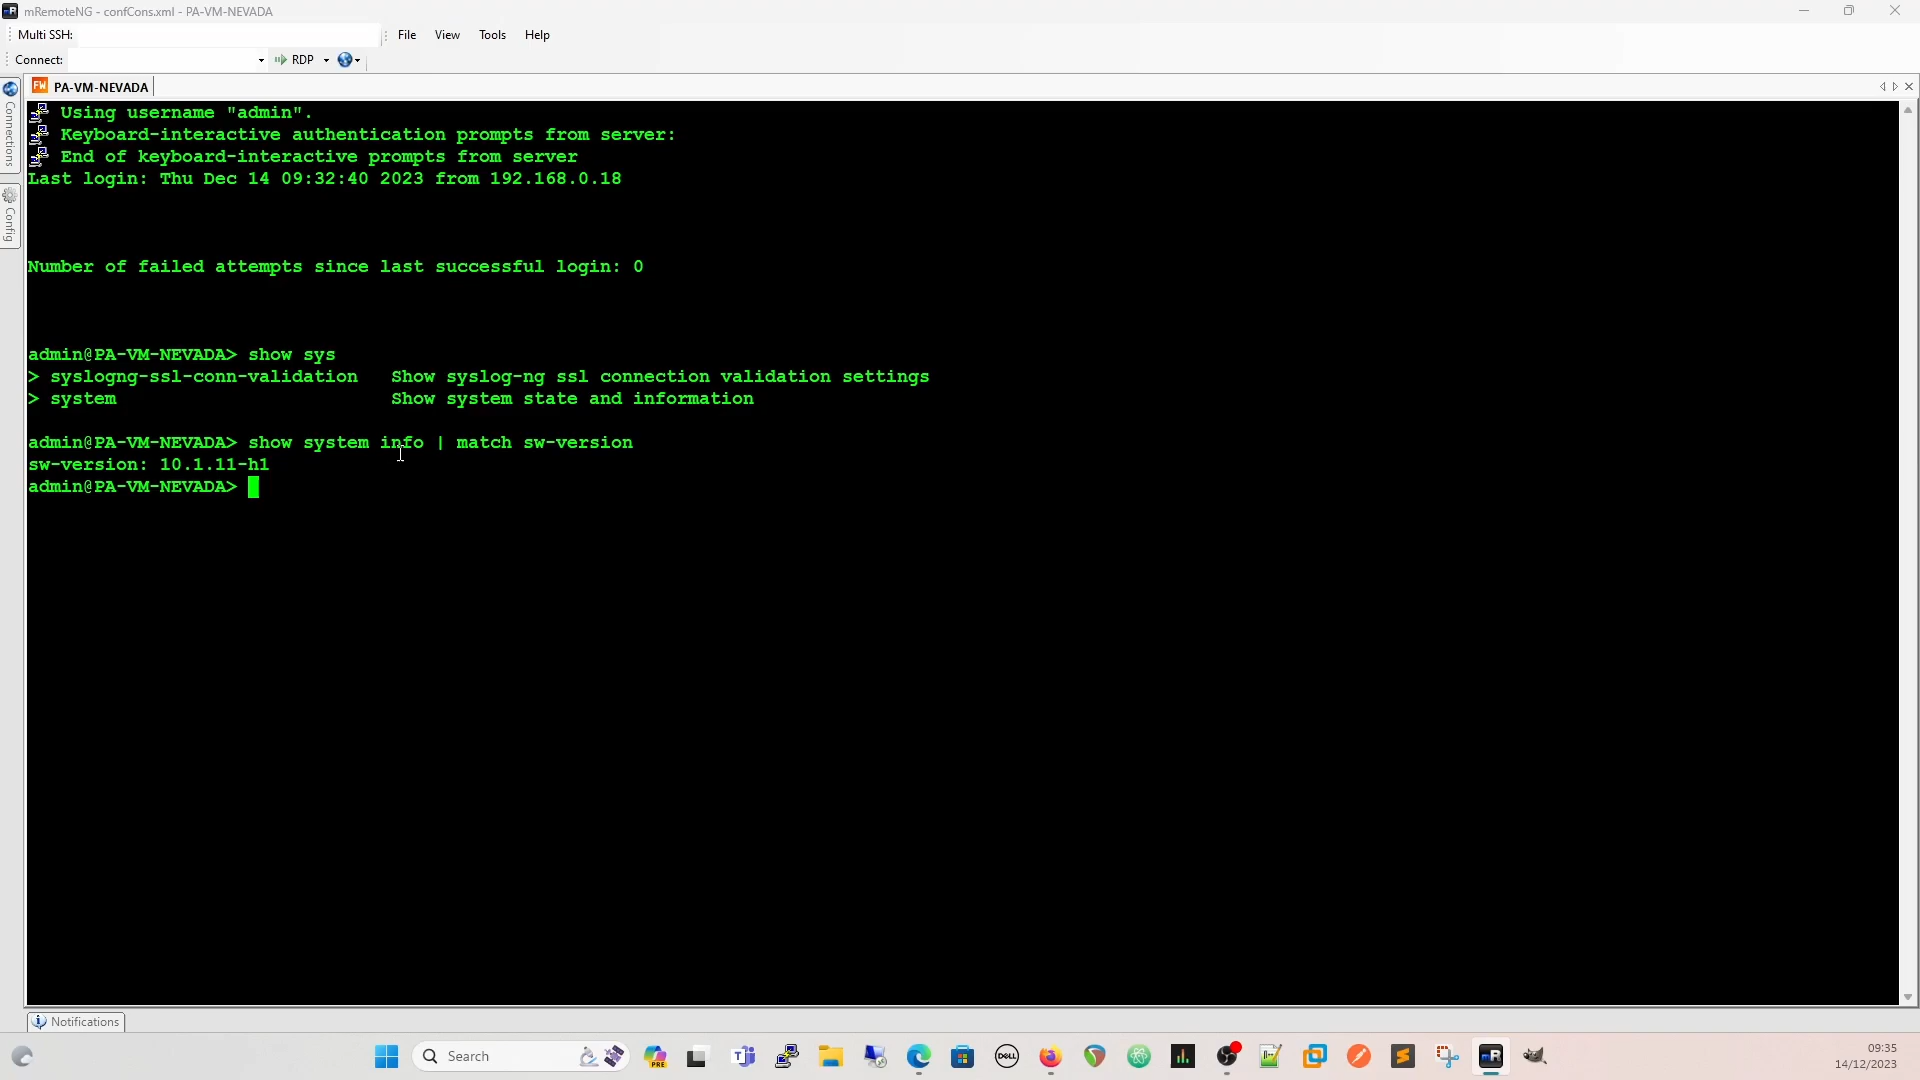 mRemoteNG - confCons.xml - PA-VM-NEVADA
Multi SSH: File View Tools Help
Connect: RDP
Connections
Config
FW PA-VM-NEVADA
Using username "admin".
Keyboard-interactive authentication prompts from server:
End of keyboard-interactive prompts from server
Last login: Thu Dec 14 09:32:40 2023 from 192.168.0.18
Number of failed attempts since last successful login: 0
admin@PA-VM-NEVADA> show sys
> syslogng-ssl-conn-validation Show syslog-ng ssl connection validation settings
> system Show system state and information
admin@PA-VM-NEVADA> show system info | match sw-version
sw-version: 10.1.11-h1
admin@PA-VM-NEVADA>
Notifications
Search
09:35
14/12/2023